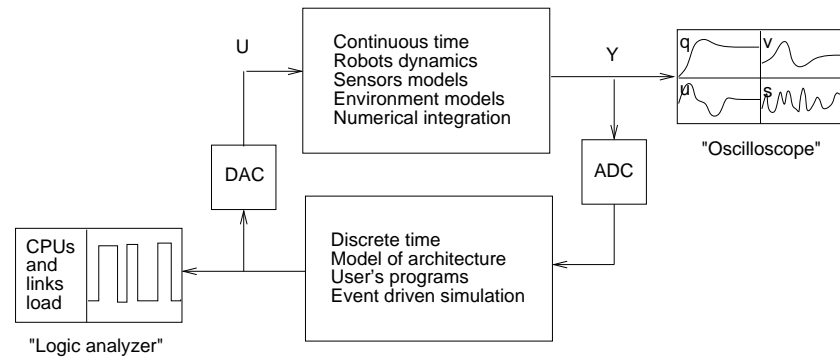 U
Continuous time
Robots dynamics
Sensors models
Environment models
Numerical integration
Y
q
v
u
s
"Oscilloscope"
DAC
ADC
CPUs
and
links
load
Discrete time
Model of architecture
User's programs
Event driven simulation
"Logic analyzer"